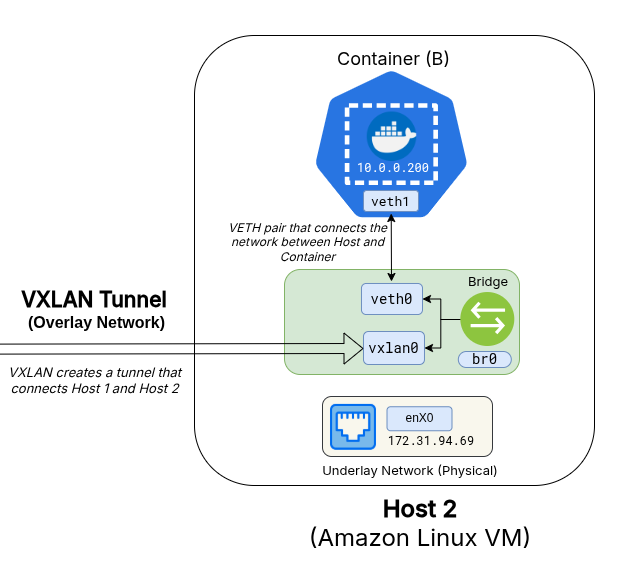 Container (B)
10.0.0.200
veth1
VETH pair that connects the
network between Host and
Container
Bridge
veth0
VXLAN Tunnel
(Overlay Network)
vxlan0
br0
VXLAN creates a tunnel that
connects Host 1 and Host 2
enX0
172.31.94.69
Underlay Network (Physical)
Host 2
(Amazon Linux VM)